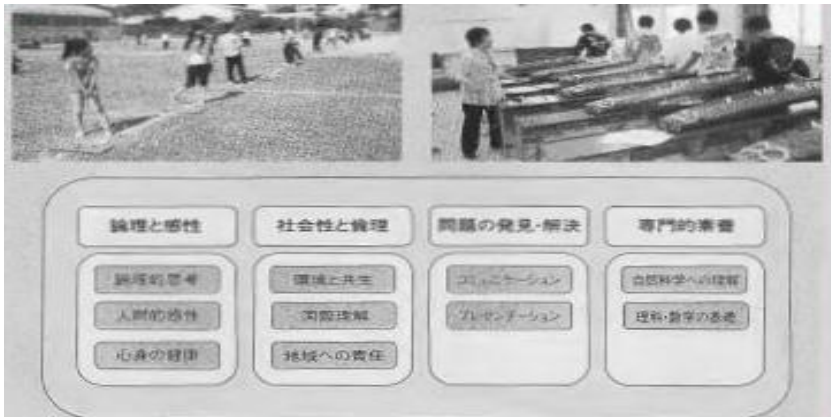 論理と感性
社会性と倫理
問題の発見・解決
専門的素養
論理的思考
人間的感性
心身の健康
環境と共生
国際理解
地域への責任
コミュニケーション
プレゼンテーション
自然科学への理解
理科・数学の基礎